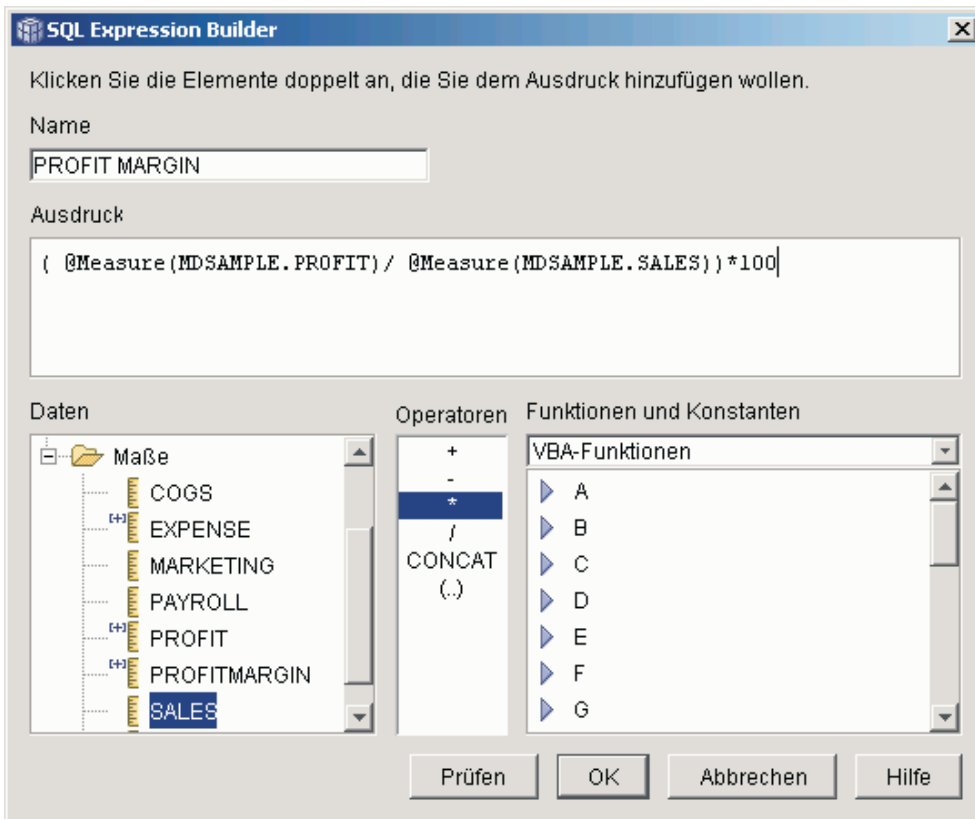 SQL Expression Builder
Klicken Sie die Elemente doppelt an, die Sie dem Ausdruck hinzufügen wollen.
Name
PROFIT MARGIN
Ausdruck
( @Measure(MDSAMPLE.PROFIT)/ @Measure(MDSAMPLE.SALES))*100
Daten
Maße
COGS
EXPENSE
MARKETING
PAYROLL
PROFIT
PROFITMARGIN
SALES
Operatoren
+
-
*
/
CONCAT
(..)
Funktionen und Konstanten
VBA-Funktionen
A
B
C
D
E
F
G
Prüfen
OK
Abbrechen
Hilfe